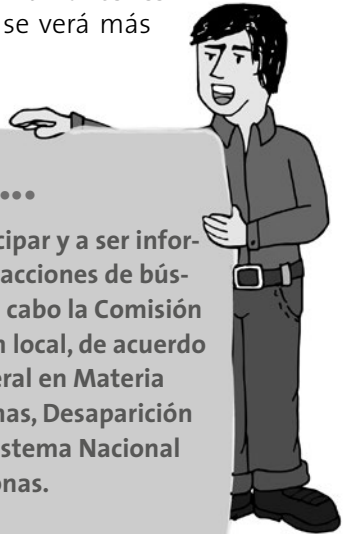 se verá más
...
cipar y a ser infor-
acciones de bús-
cabo la Comisión
n local, de acuerdo
eral en Materia
nas, Desaparición
stema Nacional
onas.